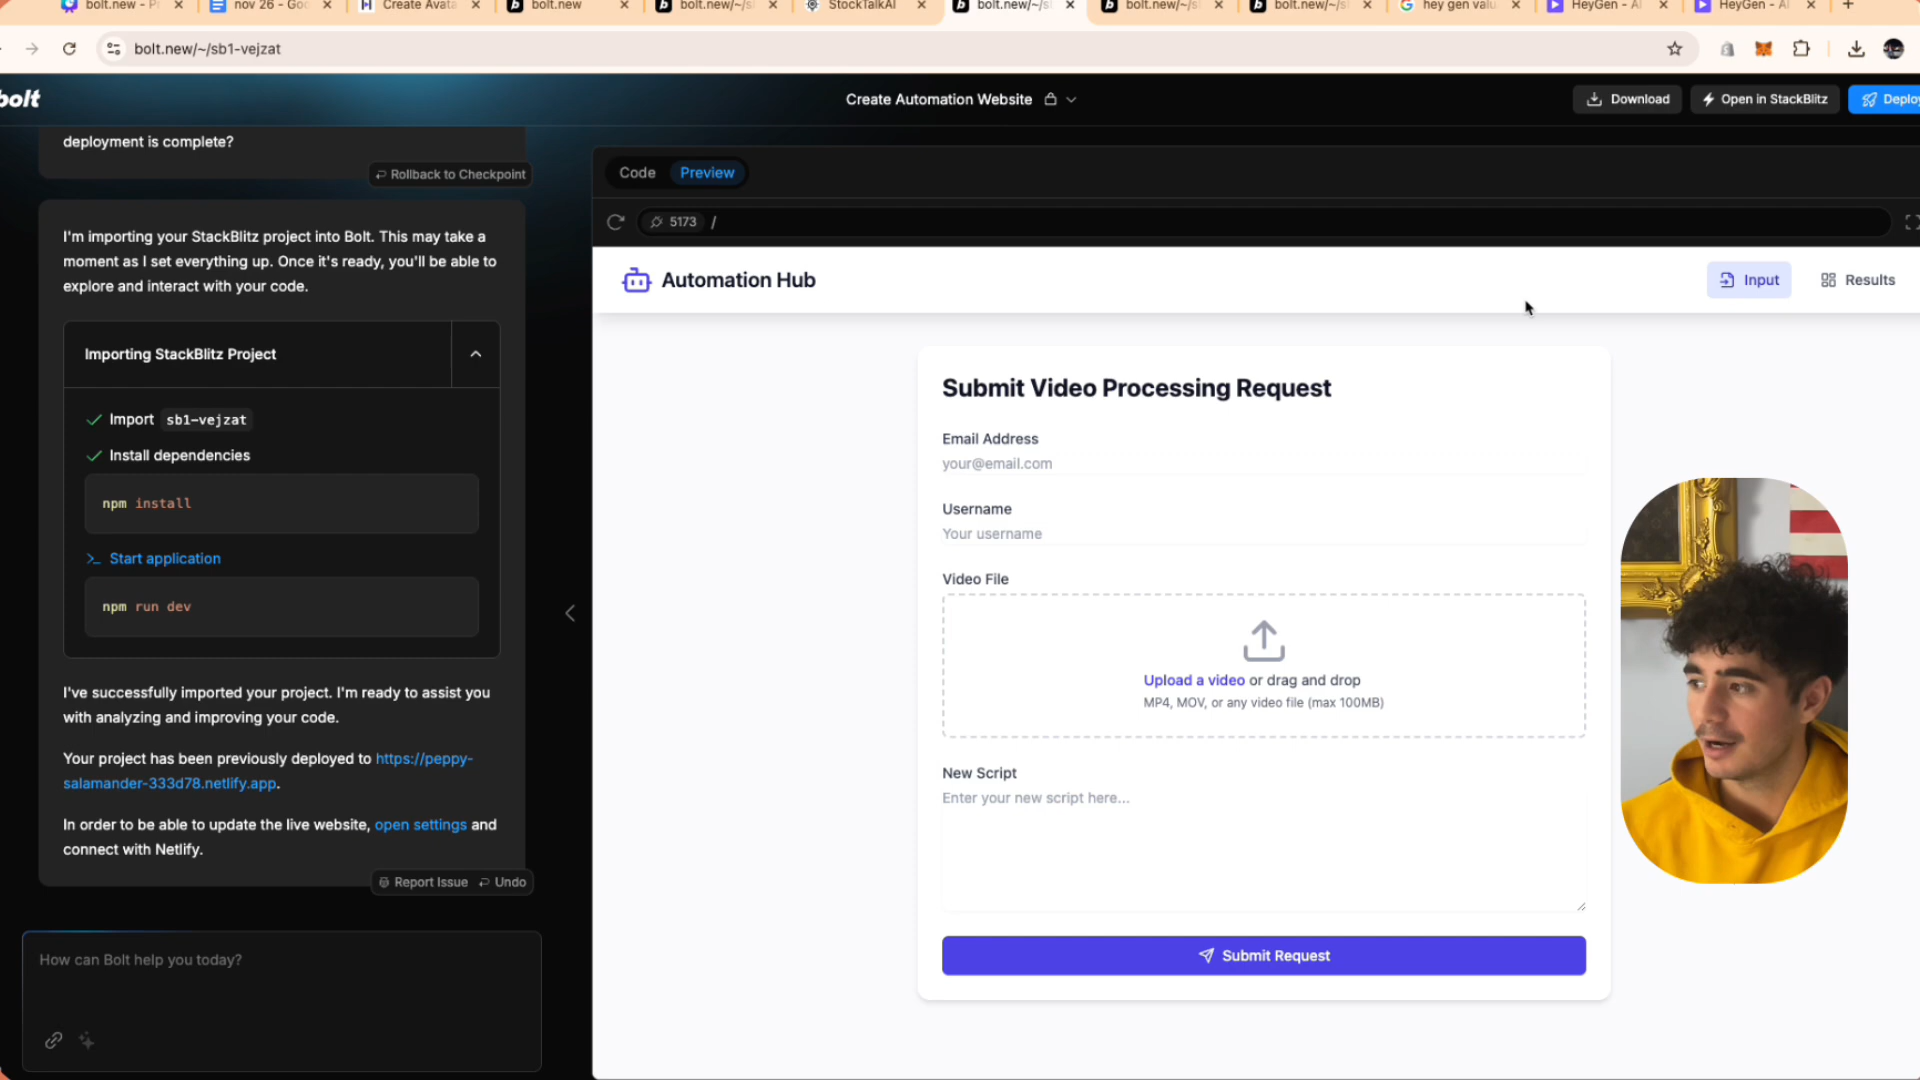 bolt.new - P
nov 26 - Goo
Create Avata
bolt.new
bolt.new/~/s
StockTalkAI
bolt.new/~/s
bolt.new/~/s
bolt.new/~/s
hey gen valu
HeyGen - AI
HeyGen - AI
bolt.new/~/sb1-vejzat
bolt
Create Automation Website
Download
Open in StackBlitz
Deploy
deployment is complete?
Rollback to Checkpoint
I'm importing your StackBlitz project into Bolt. This may take a
moment as I set everything up. Once it's ready, you'll be able to
explore and interact with your code.
Importing StackBlitz Project
Import sb1-vejzat
Install dependencies
npm install
Start application
npm run dev
I've successfully imported your project. I'm ready to assist you
with analyzing and improving your code.
Your project has been previously deployed to https://peppy-
salamander-333d78.netlify.app.
In order to be able to update the live website, open settings and
connect with Netlify.
Report Issue
Undo
How can Bolt help you today?
Code
Preview
5173
/
Automation Hub
Input
Results
Submit Video Processing Request
Email Address
your@email.com
Username
Your username
Video File
Upload a video or drag and drop
MP4, MOV, or any video file (max 100MB)
New Script
Enter your new script here...
Submit Request